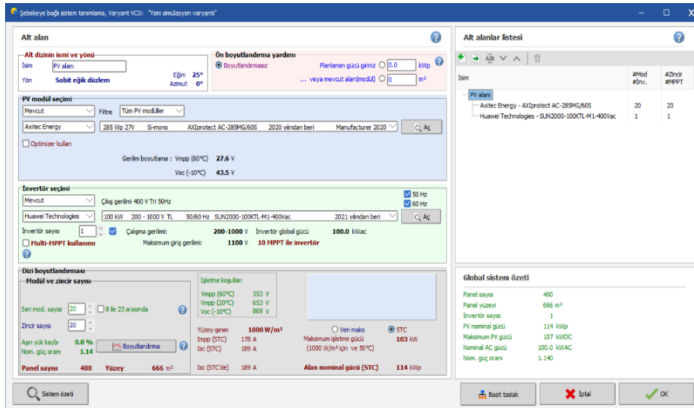 Şebekeye bağlı sistem tanımlama, Varyant VC0: "Yeni simülasyon varyantı"
Alt alan
Alt dizinin ismi ve yönü
İsim PV alanı
Yön Sabit eğik düzlem Eğim 25°
Azimut 0°
Ön boyutlandırma yardımı
Boyutlandırmasız Planlanan gücü giriniz 0.0 kWp
... veya mevcut alan(modül) 0 m²
PV modül seçimi
Mevcut Filtre Tüm PV modüller
Axitec Energy 285 Wp 27V Si-mono AXIprotect AC-285MG/60S 2020 yılından beri Manufacturer 2020 Aç
Optimizer kullan
Gerilim boyutlama : Vmpp (60°C) 27.6 V
Voc (-10°C) 43.5 V
İnvertör seçimi
Mevcut Çıkış gerilimi 400 V Tri 50Hz 50 Hz
60 Hz
Huawei Technologies 100 kW 200 - 1000 V TL 50/60 Hz SUN2000-100KTL-M1-400Vac 2021 yılından beri Aç
İnvertör sayısı 1 Çalışma gerilimi: 200-1000 V İnvertör global gücü 100.0 kWac
Multi-MPPT kullanımı Maksimum giriş gerilimi: 1100 V 10 MPPT ile invertör
Dizi boyutlandırması
Modül ve zincir sayısı
Seri mod. sayısı 20 8 ile 23 arasında
Zincir sayısı 20
Aşırı yük kaybı 0.0 %
Nom. güç oranı 1.14
Boyutlandırma
Panel sayısı 400 Yüzey 666 m²
İşletme koşulları
Vmpp (60°C) 553 V
Vmpp (20°C) 653 V
Voc (-10°C) 869 V
Yüzey ışınım 1000 W/m²
Impp (STC) 178 A
Isc (STC) 189 A
Isc (STC'de) 189 A
Veri maks STC
Maksimum işletme gücü 103 kW
(1000 W/m² için ve 50°C)
Alan nominal gücü (STC) 114 kWp
Sistem özeti
Alt alanlar listesi
İsim #Mod #Zincir
#İnv. #MPPT
PV alanı
Axitec Energy - AXIprotect AC-285MG/60S 20 20
Huawei Technologies - SUN2000-100KTL-M1-400Vac 1 1
Global sistem özeti
Panel sayısı 400
Panel yüzeyi 666 m²
İnvertör sayısı 1
PV nominal gücü 114 kWp
Maksimum PV gücü 107 kWDC
Nominal AC gücü 100.0 kWAC
Nom. güç oranı 1.140
Basit taslak İptal OK